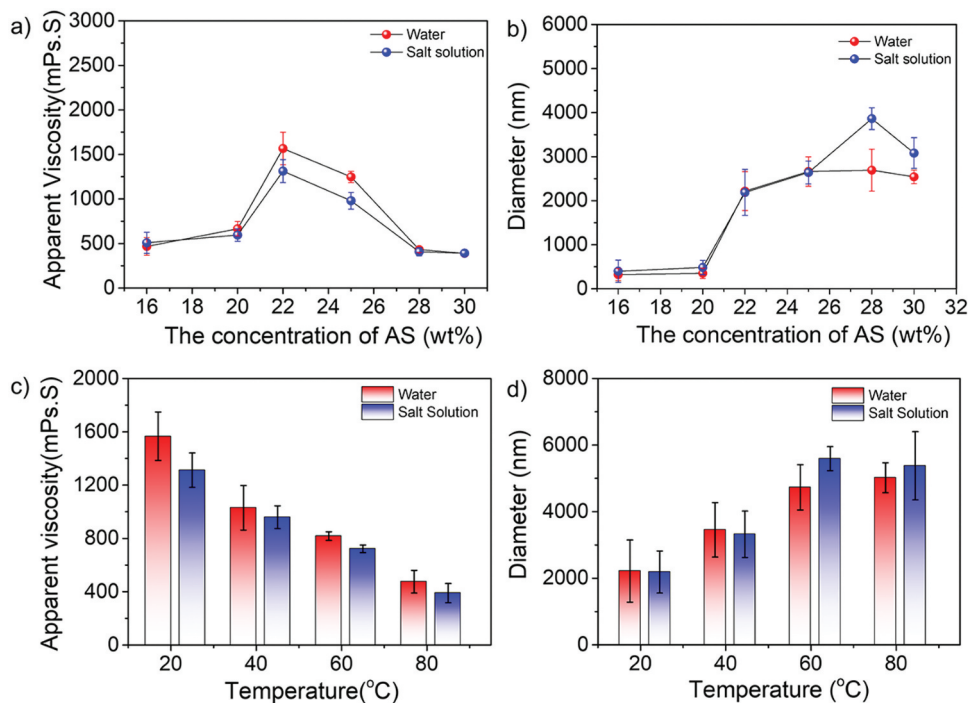 a)
Apparent Viscosity(mPs.S)
3000
2500
2000
1500
1000
500
0
Water
Salt solution
16 18 20 22 24 26 28 30
The concentration of AS (wt%)
b)
Diameter (nm)
6000
5000
4000
3000
2000
1000
0
Water
Salt solution
16 18 20 22 24 26 28 30 32
The concentration of AS (wt%)
c)
Apparent viscosity(mPs.S)
2000
1600
1200
800
400
0
Water
Salt Solution
20 40 60 80
Temperature(°C)
d)
Diameter (nm)
8000
6000
4000
2000
0
Water
Salt Solution
20 40 60 80
Temperature (°C)